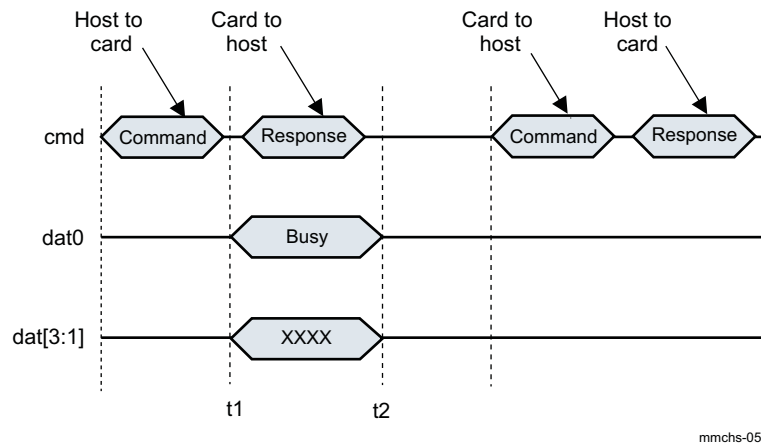 Host to
card
Card to
host
Card to
host
Host to
card
cmd
Command
Response
Command
Response
dat0
Busy
dat[3:1]
XXXX
t1
t2
mmchs-05